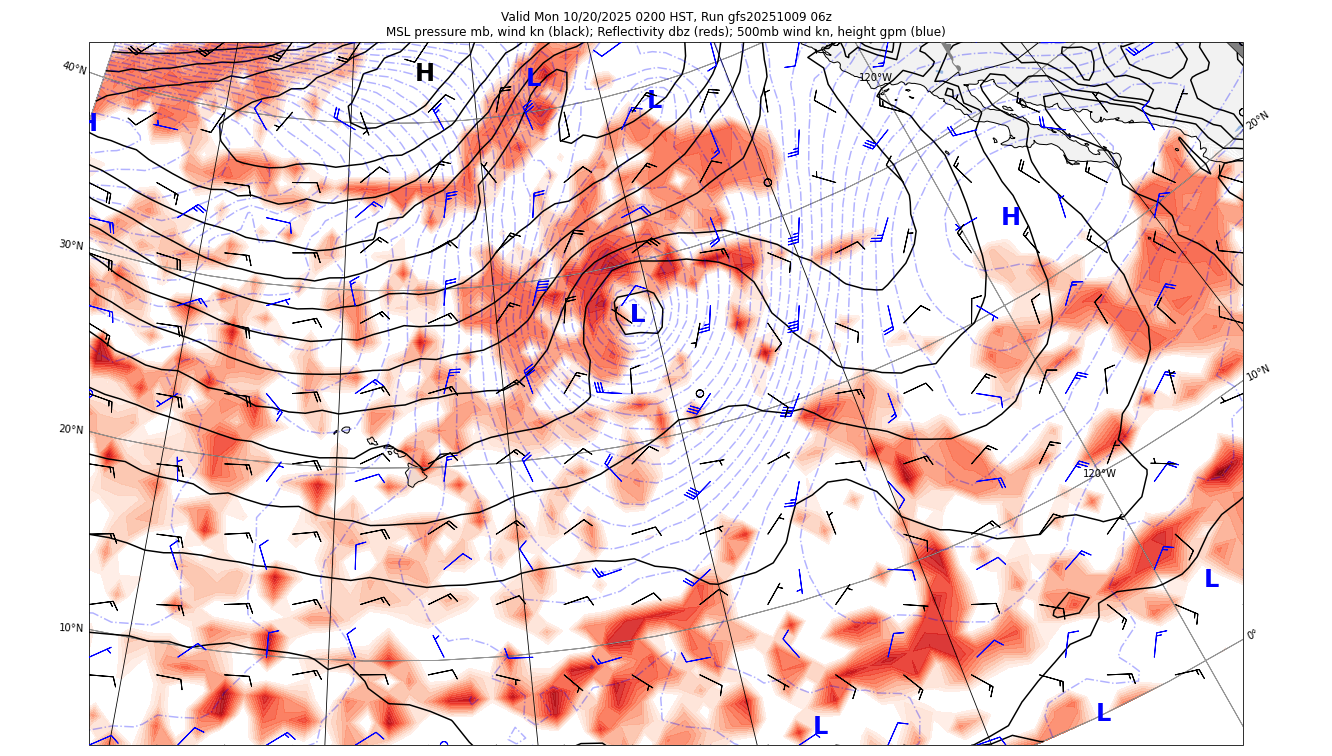 Valid Mon 10/20/2025 0200 HST, Run gfs20251009 06z
MSL pressure mb, wind kn (black); Reflectivity dbz (reds); 500mb wind kn, height gpm (blue)
40°N
H
L
L
120°W
20°N
H
30°N
H
L
10°N
20°N
120°W
L
10°N
0°
L
L